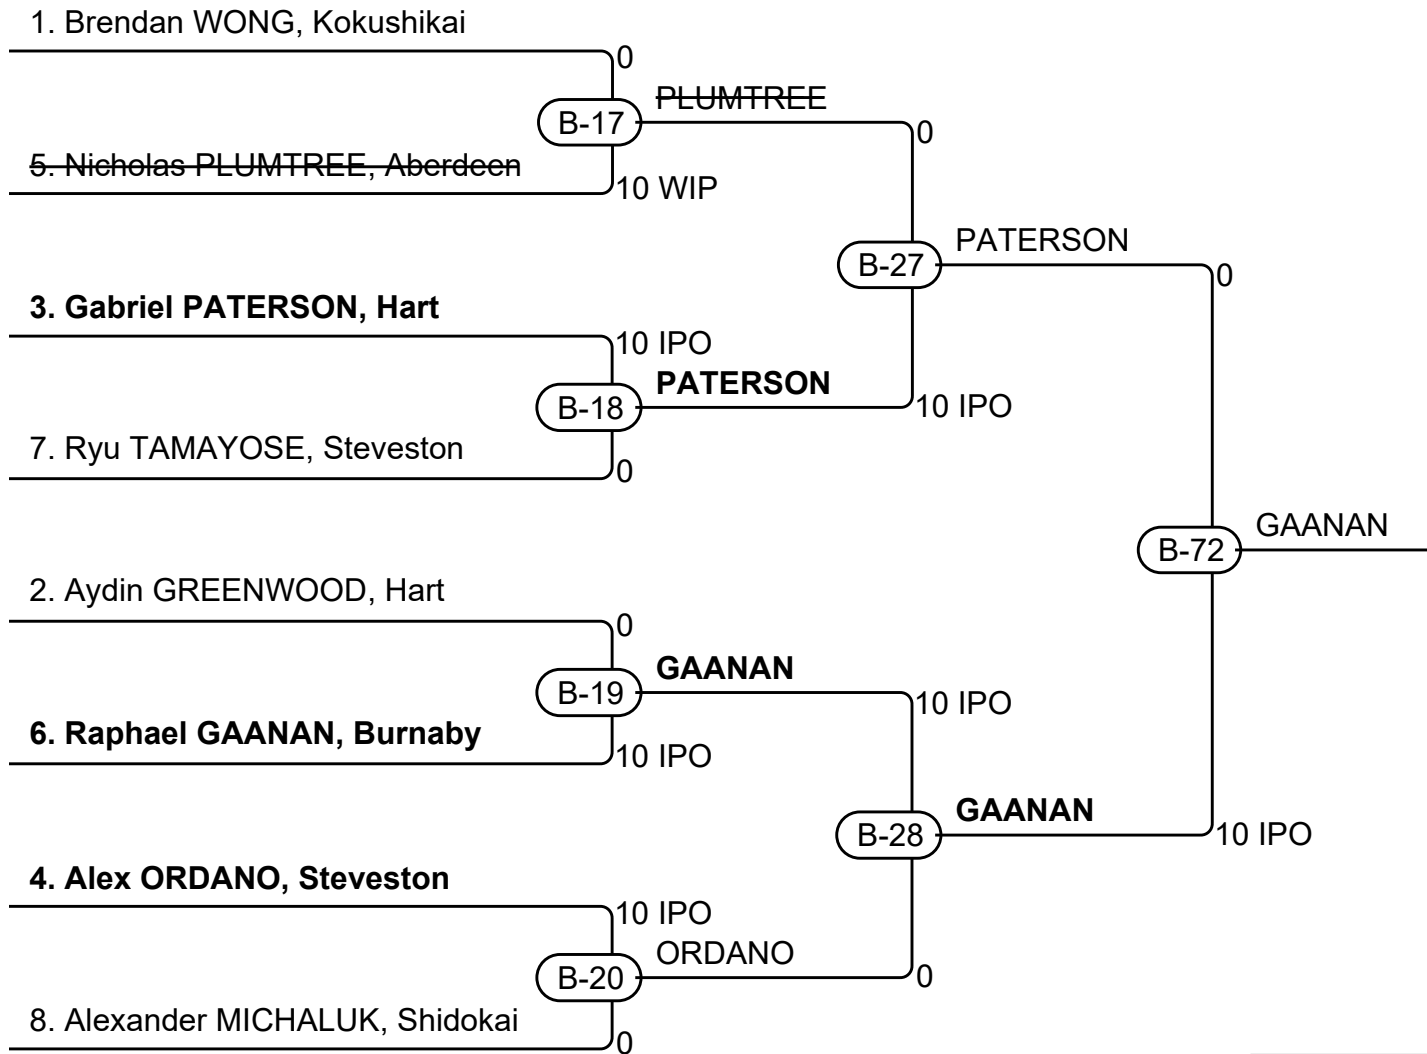 1. Brendan WONG, Kokushikai
0
PLUMTREE
B-17
0
5. Nicholas PLUMTREE, Aberdeen
10 WIP
PATERSON
B-27
0
3. Gabriel PATERSON, Hart
10 IPO
PATERSON
B-18
10 IPO
7. Ryu TAMAYOSE, Steveston
0
GAANAN
B-72
2. Aydin GREENWOOD, Hart
0
GAANAN
B-19
10 IPO
6. Raphael GAANAN, Burnaby
10 IPO
GAANAN
B-28
10 IPO
4. Alex ORDANO, Steveston
10 IPO
ORDANO
B-20
0
8. Alexander MICHALUK, Shidokai
0